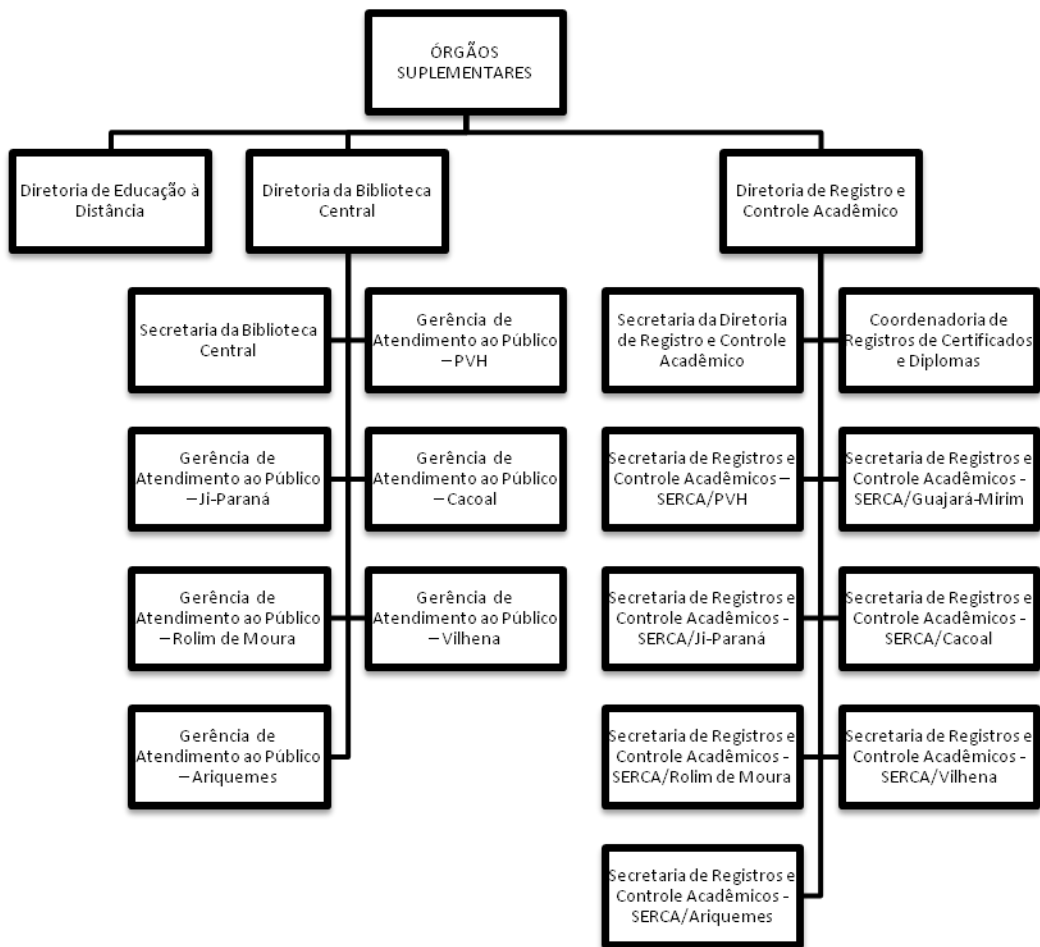 ÓRGÃOS
SUPLEMENTARES
Diretoria de Educação à
Distância
Diretoria da Biblioteca
Central
Diretoria de Registro e
Controle Acadêmico
Secretaria da Biblioteca
Central
Gerência de
Atendimento ao Público
– PVH
Secretaria da Diretoria
de Registro e Controle
Acadêmico
Coordenadoria de
Registros de Certificados
e Diplomas
Gerência de
Atendimento ao Público
– Ji-Paraná
Gerência de
Atendimento ao Público
– Cacoal
Secretaria de Registros e
Controle Acadêmicos –
SERCA/PVH
Secretaria de Registros e
Controle Acadêmicos -
SERCA/Guajará-Mirim
Gerência de
Atendimento ao Público
– Rolim de Moura
Gerência de
Atendimento ao Público
– Vilhena
Secretaria de Registros e
Controle Acadêmicos -
SERCA/Ji-Paraná
Secretaria de Registros e
Controle Acadêmicos -
SERCA/Cacoal
Gerência de
Atendimento ao Público
– Ariquemes
Secretaria de Registros e
Controle Acadêmicos -
SERCA/Rolim de Moura
Secretaria de Registros e
Controle Acadêmicos -
SERCA/Vilhena
Secretaria de Registros e
Controle Acadêmicos -
SERCA/Ariquemes